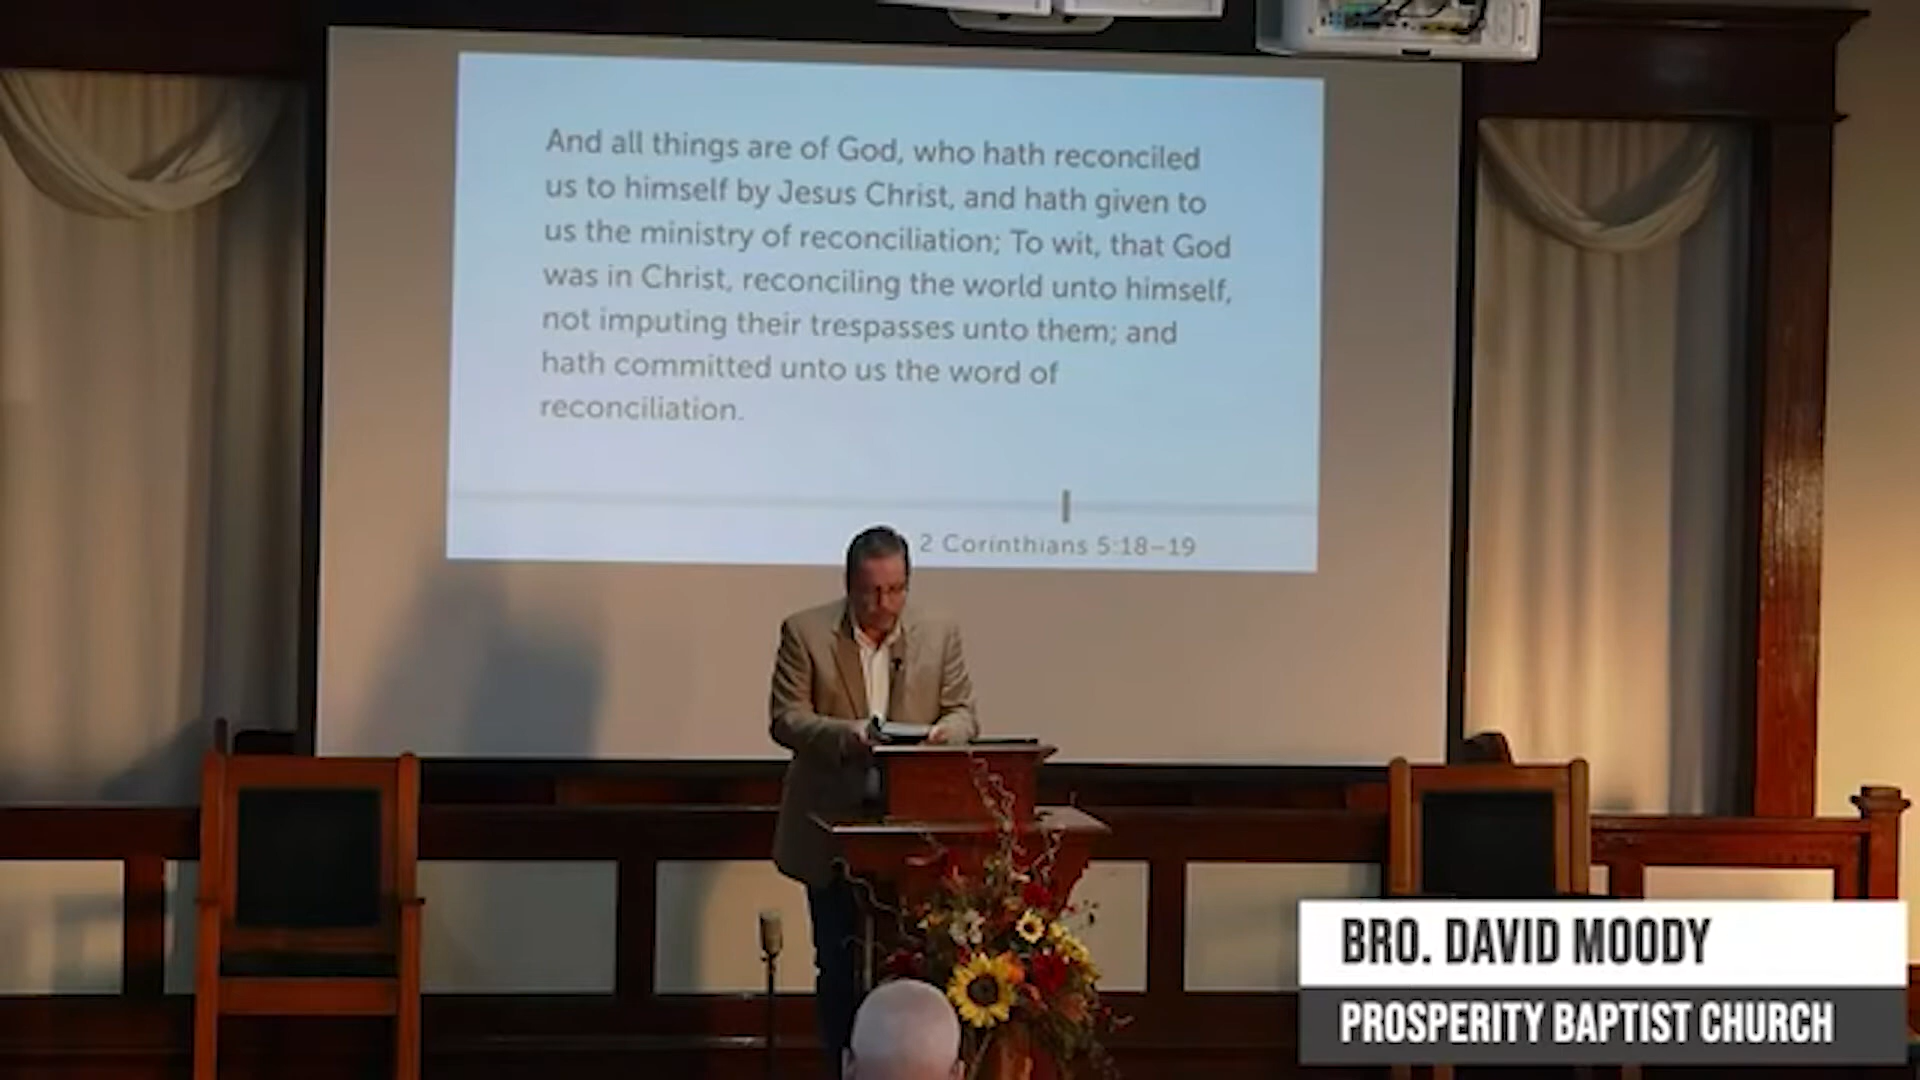 And all things are of God, who hath reconciled
us to himself by Jesus Christ, and hath given to
us the ministry of reconciliation; To wit, that God
was in Christ, reconciling the world unto himself,
not imputing their trespasses unto them; and
hath committed unto us the word of
reconciliation.
2 Corinthians 5:18–19
BRO. DAVID MOODY
PROSPERITY BAPTIST CHURCH